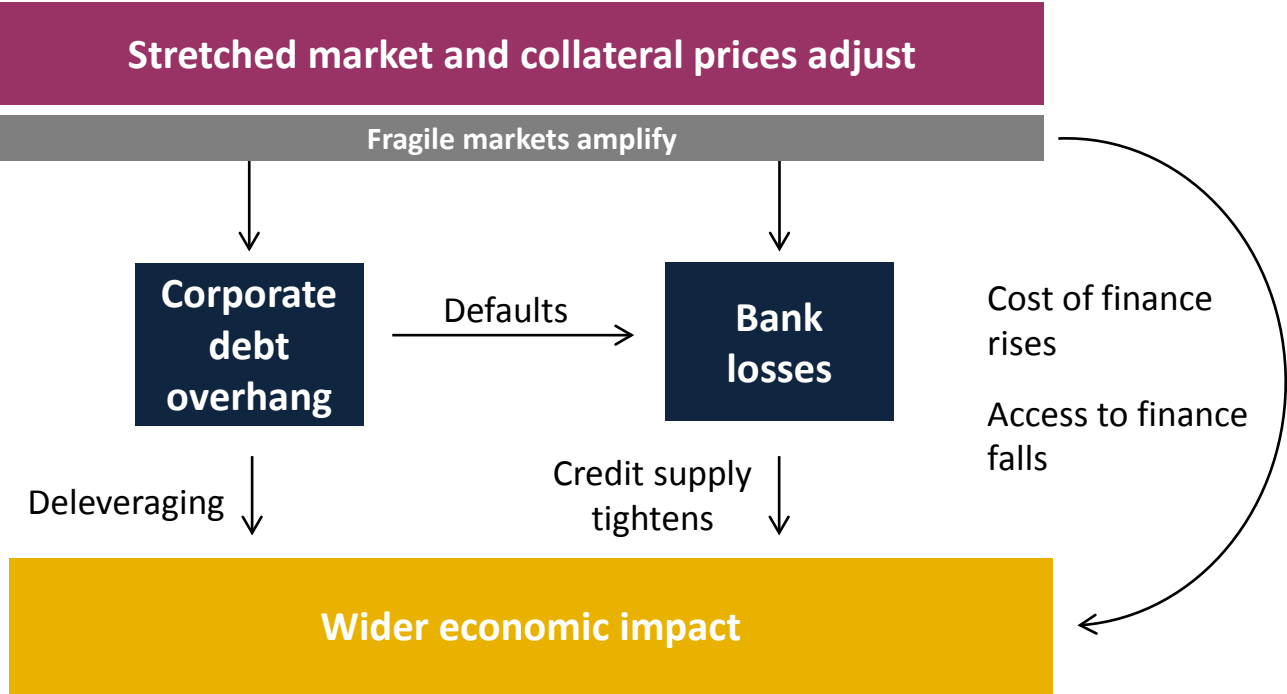 Stretched market and collateral prices adjust
Fragile markets amplify
Corporate
debt
overhang
Defaults
Bank
losses
Cost of finance
rises
Access to finance
falls
Deleveraging
Credit supply
tightens
Wider economic impact